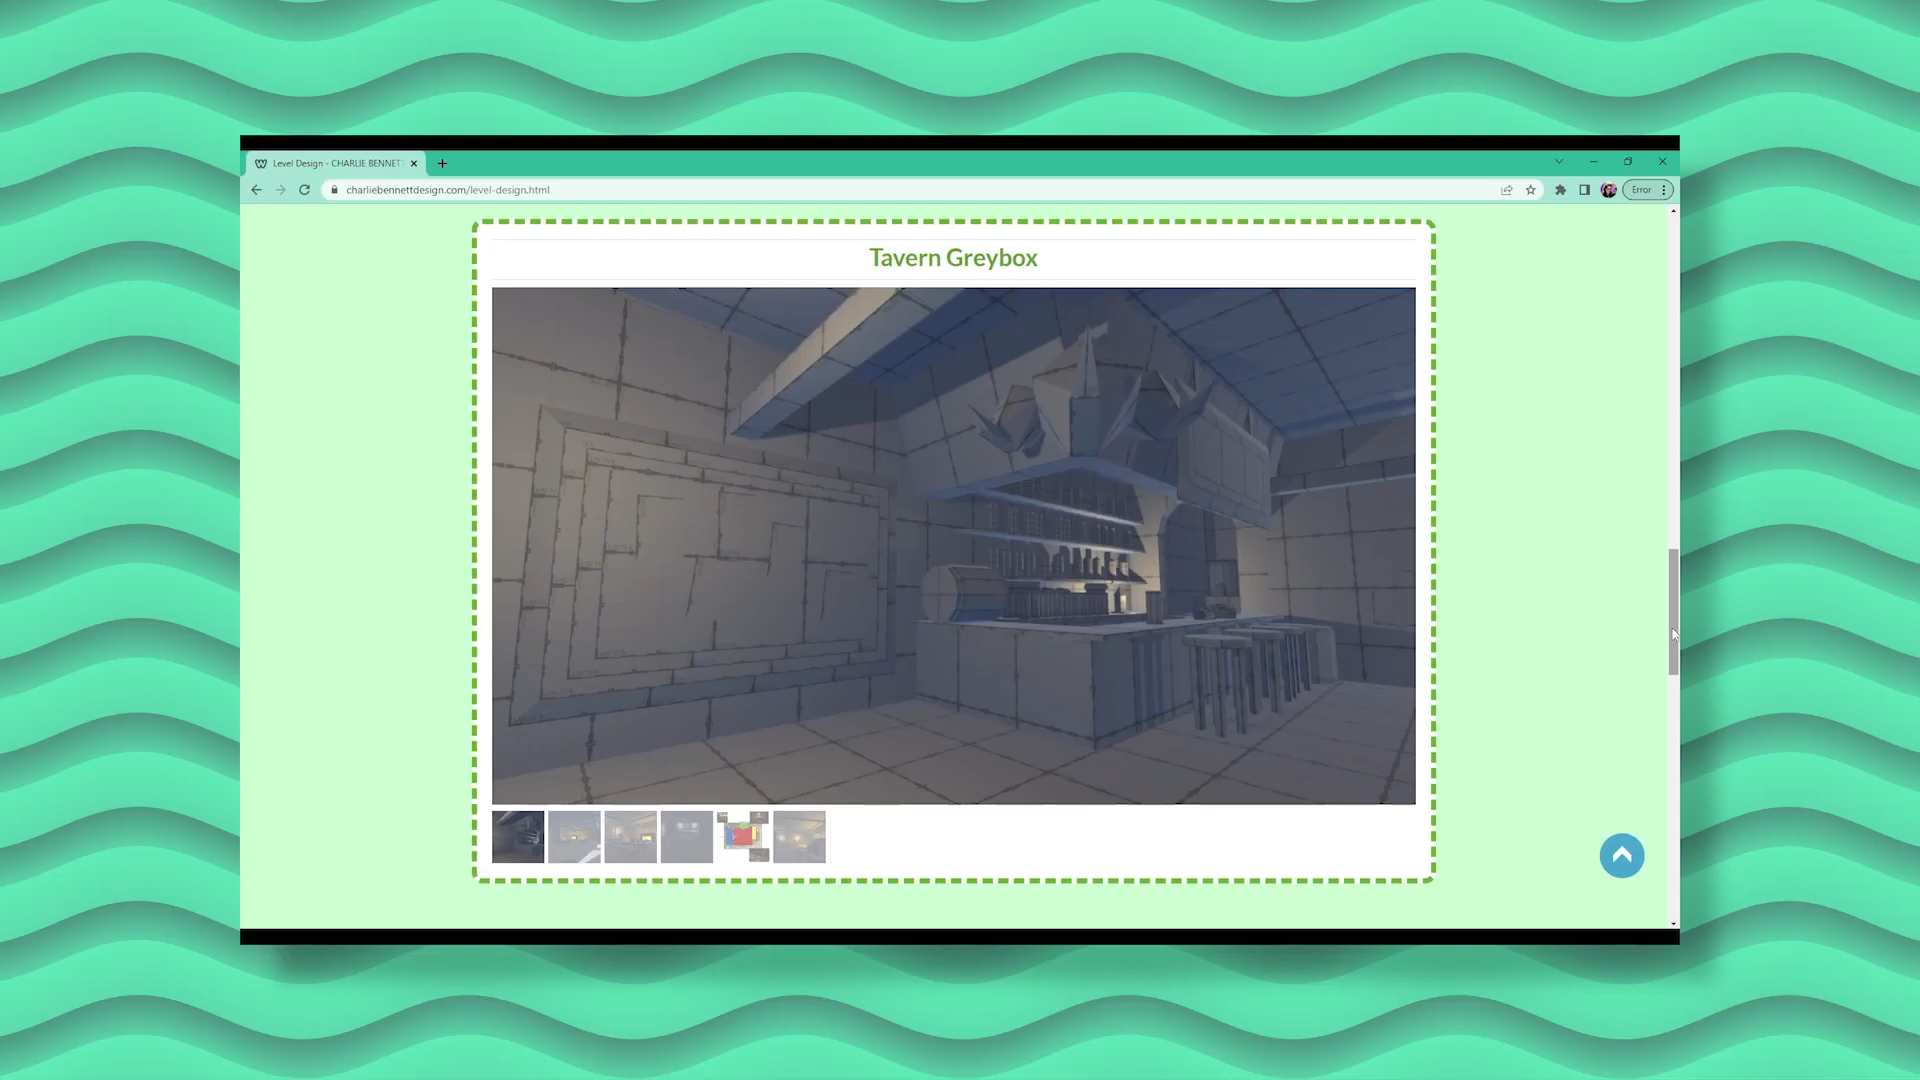 Level Design - CHARLIE BENNET
charliebennettdesign.com/level-design.html
Error
Tavern Greybox